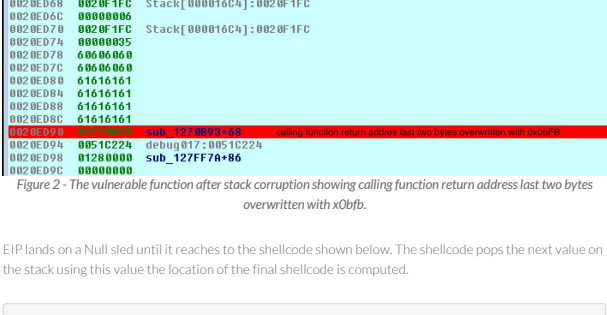 0020ED68 0020F1FC Stack[000016C4]:0020F1FC
0020ED6C 00000006
0020ED70 0020F1FC Stack[000016C4]:0020F1FC
0020ED74 00000035
0020ED78 60606060
0020ED7C 60606060
0020ED80 61616161
0020ED84 61616161
0020ED88 61616161
0020ED8C 61616161
0020ED90 01270BFB sub_1270B93+68 calling function return addres last two bytes overwritten with 0x0bFB
0020ED94 0051C224 debug017:0051C224
0020ED98 01280000 sub_127FF7A+86
0020ED9C 00000000
Figure 2 - The vulnerable function after stack corruption showing calling function return address last two bytes
overwritten with x0bfb.
EIP lands on a Null sled until it reaches to the shellcode shown below. The shellcode pops the next value on
the stack using this value the location of the final shellcode is computed.